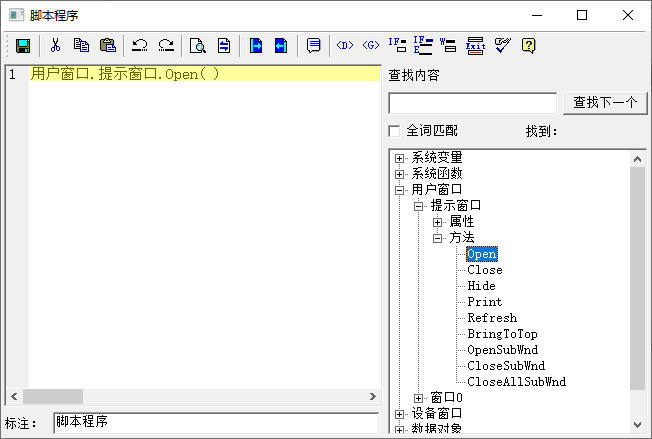 脚本程序
<D> <G> IF IF E W Exit
1 用户窗口.提示窗口.Open( )
查找内容
查找下一个
全词匹配 找到:
系统变量
系统函数
用户窗口
提示窗口
属性
方法
Open
Close
Hide
Print
Refresh
BringToTop
OpenSubWnd
CloseSubWnd
CloseAllSubWnd
窗口0
设备窗口
数据对象
标注: 脚本程序